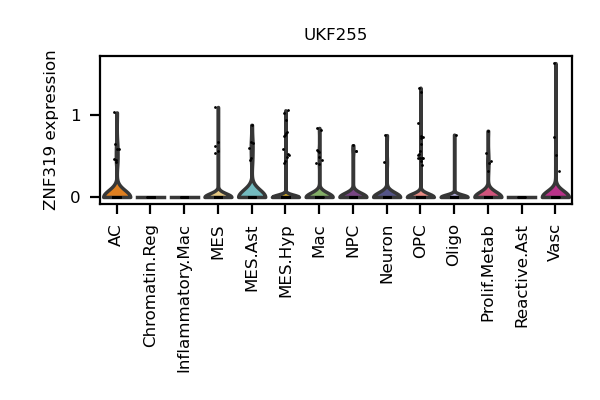 UKF255
ZNF319 expression
1
0
AC
Chromatin.Reg
Inflammatory.Mac
MES
MES.Ast
MES.Hyp
Mac
NPC
Neuron
OPC
Oligo
Prolif.Metab
Reactive.Ast
Vasc